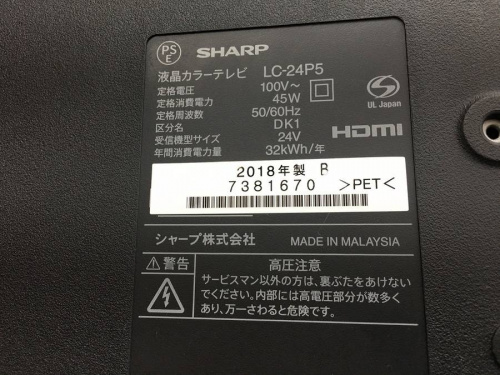 PS E
SHARP
液晶カラーテレビ LC-24P5
定格電圧 100V～
定格消費電力 45W
定格周波数 50/60Hz
区分名 DK1
受信機型サイズ 24V
年間消費電力量 32kWh/年
UL Japan
HDMI
2018年製 B
7381670 >PET<
シャープ株式会社 MADE IN MALAYSIA
警告 高圧注意
サービスマン以外の方は、裏ぶたをあけない
でください。内部には高電圧部分が数多く
あり、万一さわると危険です。